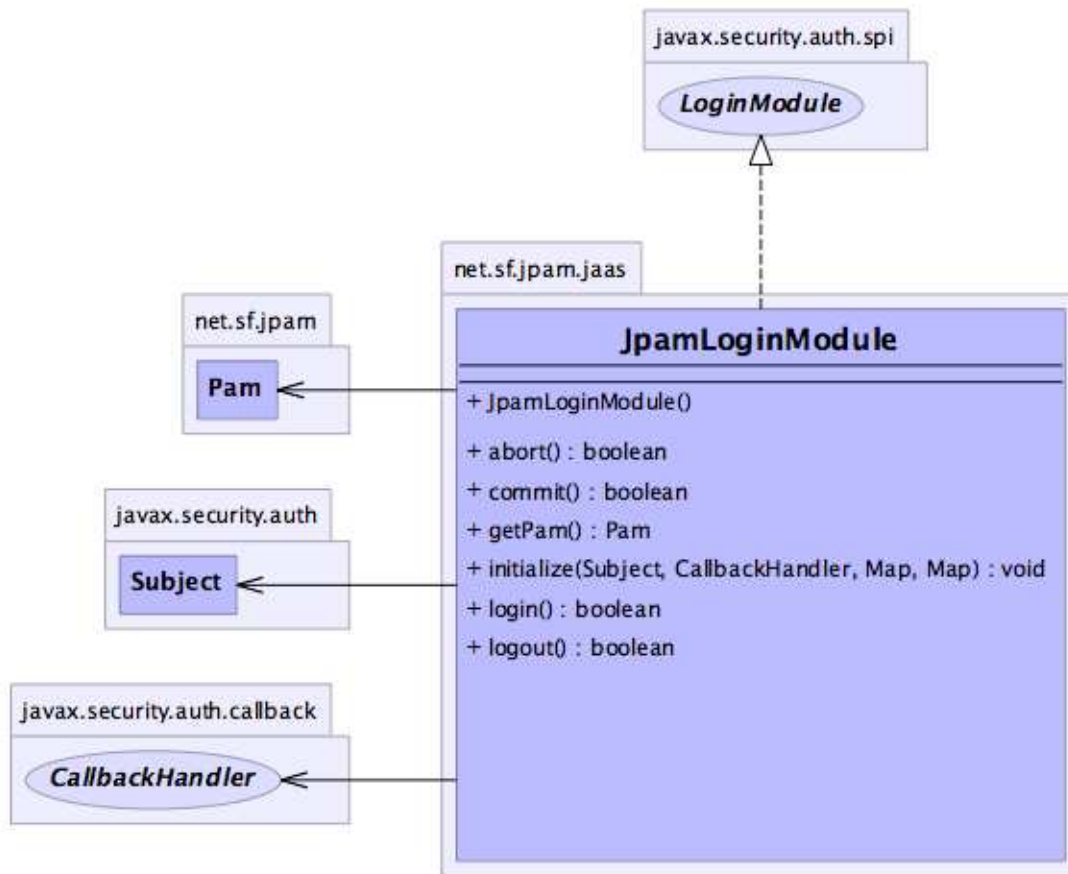 javax.security.auth.spi
LoginModule
net.sf.jpam.jaas
JpamLoginModule
+ JpamLoginModule()
+ abort() : boolean
+ commit() : boolean
+ getPam() : Pam
+ initialize(Subject, CallbackHandler, Map, Map) : void
+ login() : boolean
+ logout() : boolean
net.sf.jpam
Pam
javax.security.auth
Subject
javax.security.auth.callback
CallbackHandler